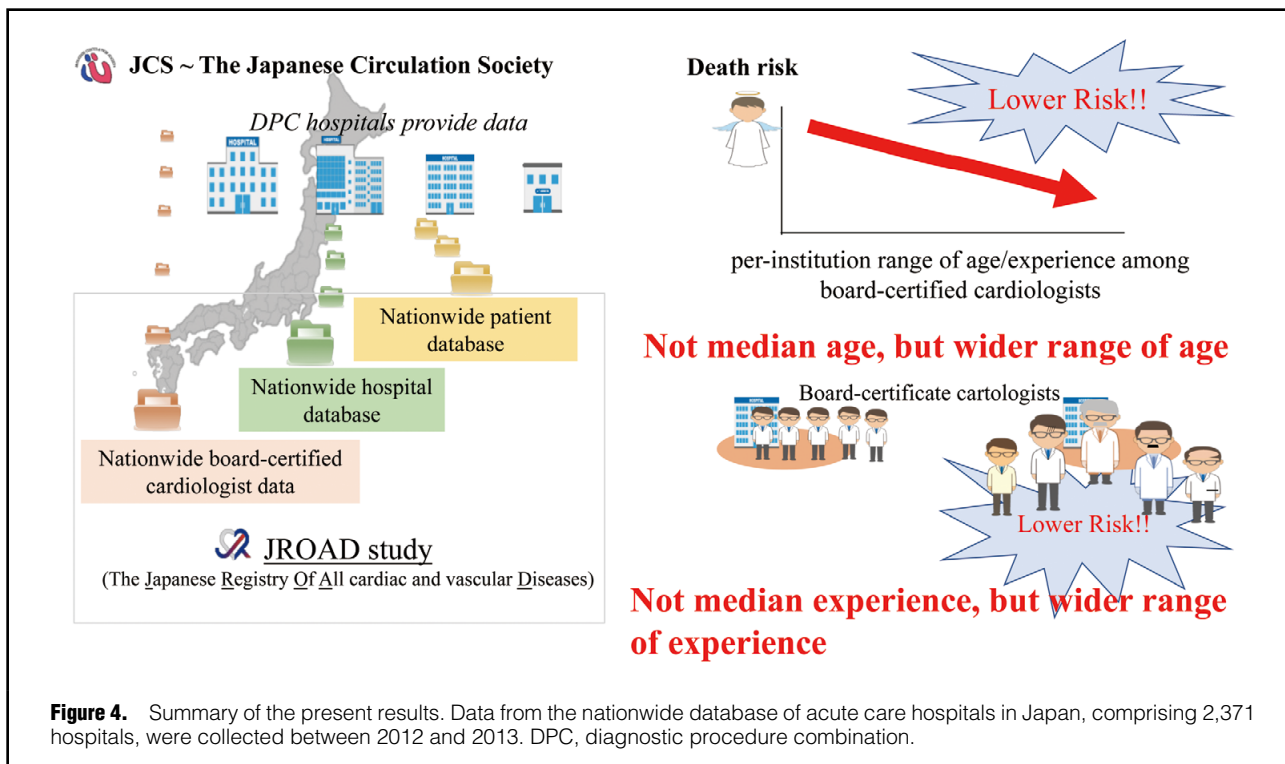 JCS ~ The Japanese Circulation Society
DPC hospitals provide data
HOSPITAL
HOSPITAL
HOSPITAL
Nationwide patient
database
Nationwide hospital
database
Nationwide board-certified
cardiologist data
JROAD study
(The Japanese Registry Of All cardiac and vascular Diseases)
Death risk
Lower Risk!!
per-institution range of age/experience among
board-certified cardiologists
Not median age, but wider range of age
Board-certificate cartologists
HOSPITAL
HOSPITAL
Lower Risk!!
Not median experience, but wider range
of experience
Figure 4. Summary of the present results. Data from the nationwide database of acute care hospitals in Japan, comprising 2,371
hospitals, were collected between 2012 and 2013. DPC, diagnostic procedure combination.